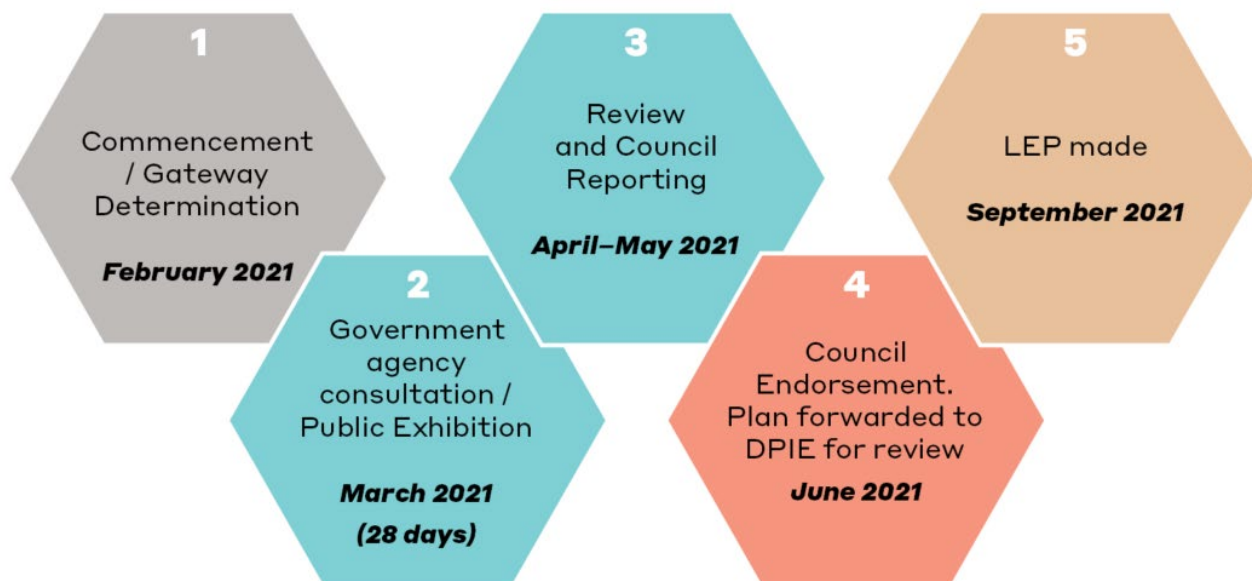 1
Commencement
/ Gateway
Determination
February 2021
2
Government
agency
consultation /
Public Exhibition
March 2021
(28 days)
3
Review
and Council
Reporting
April–May 2021
4
Council
Endorsement.
Plan forwarded to
DPIE for review
June 2021
5
LEP made
September 2021